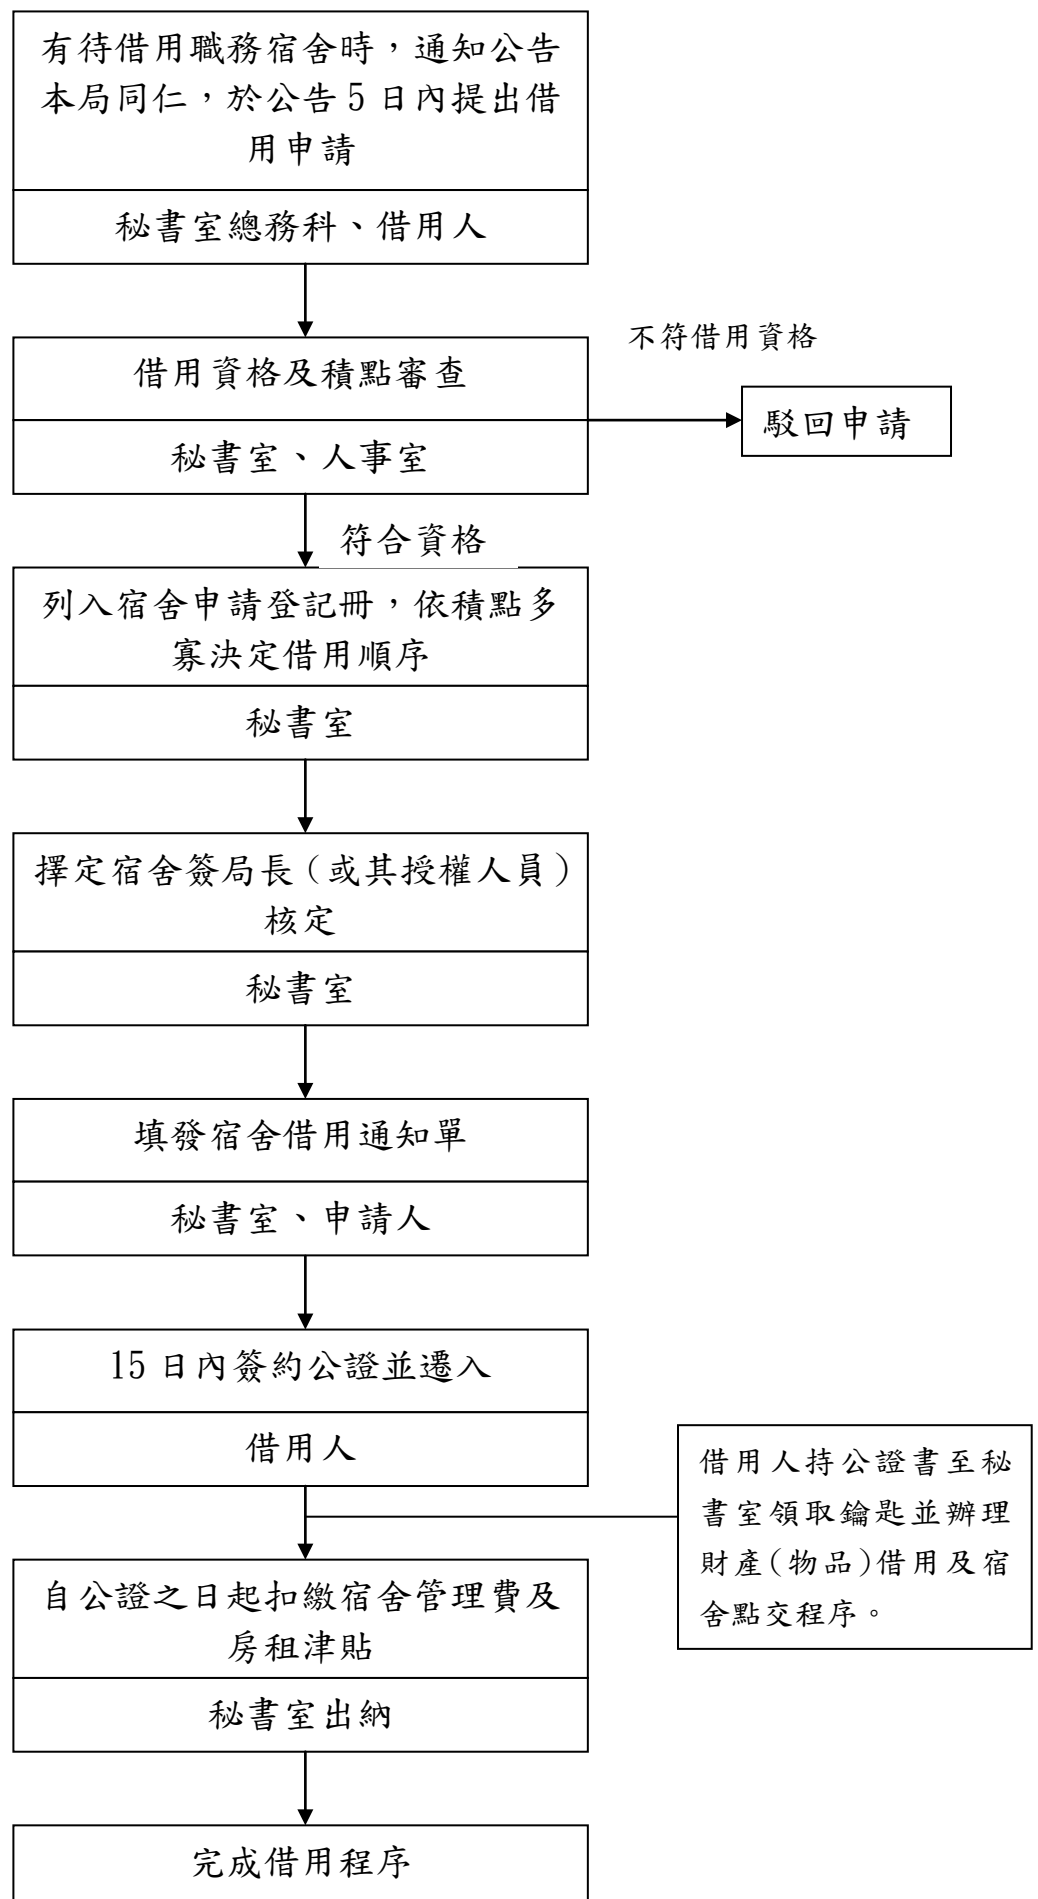 有待借用職務宿舍時，通知公告
本局同仁，於公告5日內提出借
用申請
秘書室總務科、借用人
不符借用資格
借用資格及積點審查
駁回申請
秘書室、人事室
符合資格
列入宿舍申請登記冊，依積點多
寡決定借用順序
秘書室
擇定宿舍簽局長(或其授權人員)
核定
秘書室
填發宿舍借用通知單
秘書室、申請人
15日內簽約公證並遷入
借用人
借用人持公證書至秘
書室領取鑰匙並辦理
財產(物品)借用及宿
舍點交程序。
自公證之日起扣繳宿舍管理費及
房租津貼
秘書室出納
完成借用程序